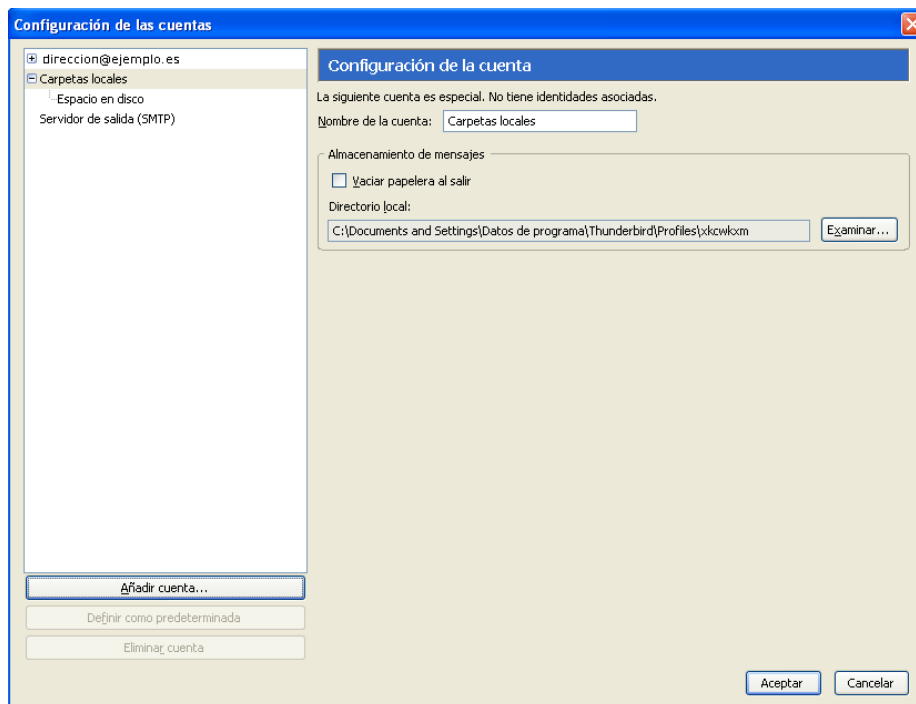 Configuración de las cuentas
direccion@ejemplo.es
Carpetas locales
Espacio en disco
Servidor de salida (SMTP)
Añadir cuenta...
Definir como predeterminada
Eliminar cuenta
Configuración de la cuenta
La siguiente cuenta es especial. No tiene identidades asociadas.
Nombre de la cuenta: Carpetas locales
Almacenamiento de mensajes
Vaciar papelera al salir
Directorio local:
C:\Documents and Settings\Datos de programa\Thunderbird\Profiles\xkcwkxm Examinar...
Aceptar Cancelar